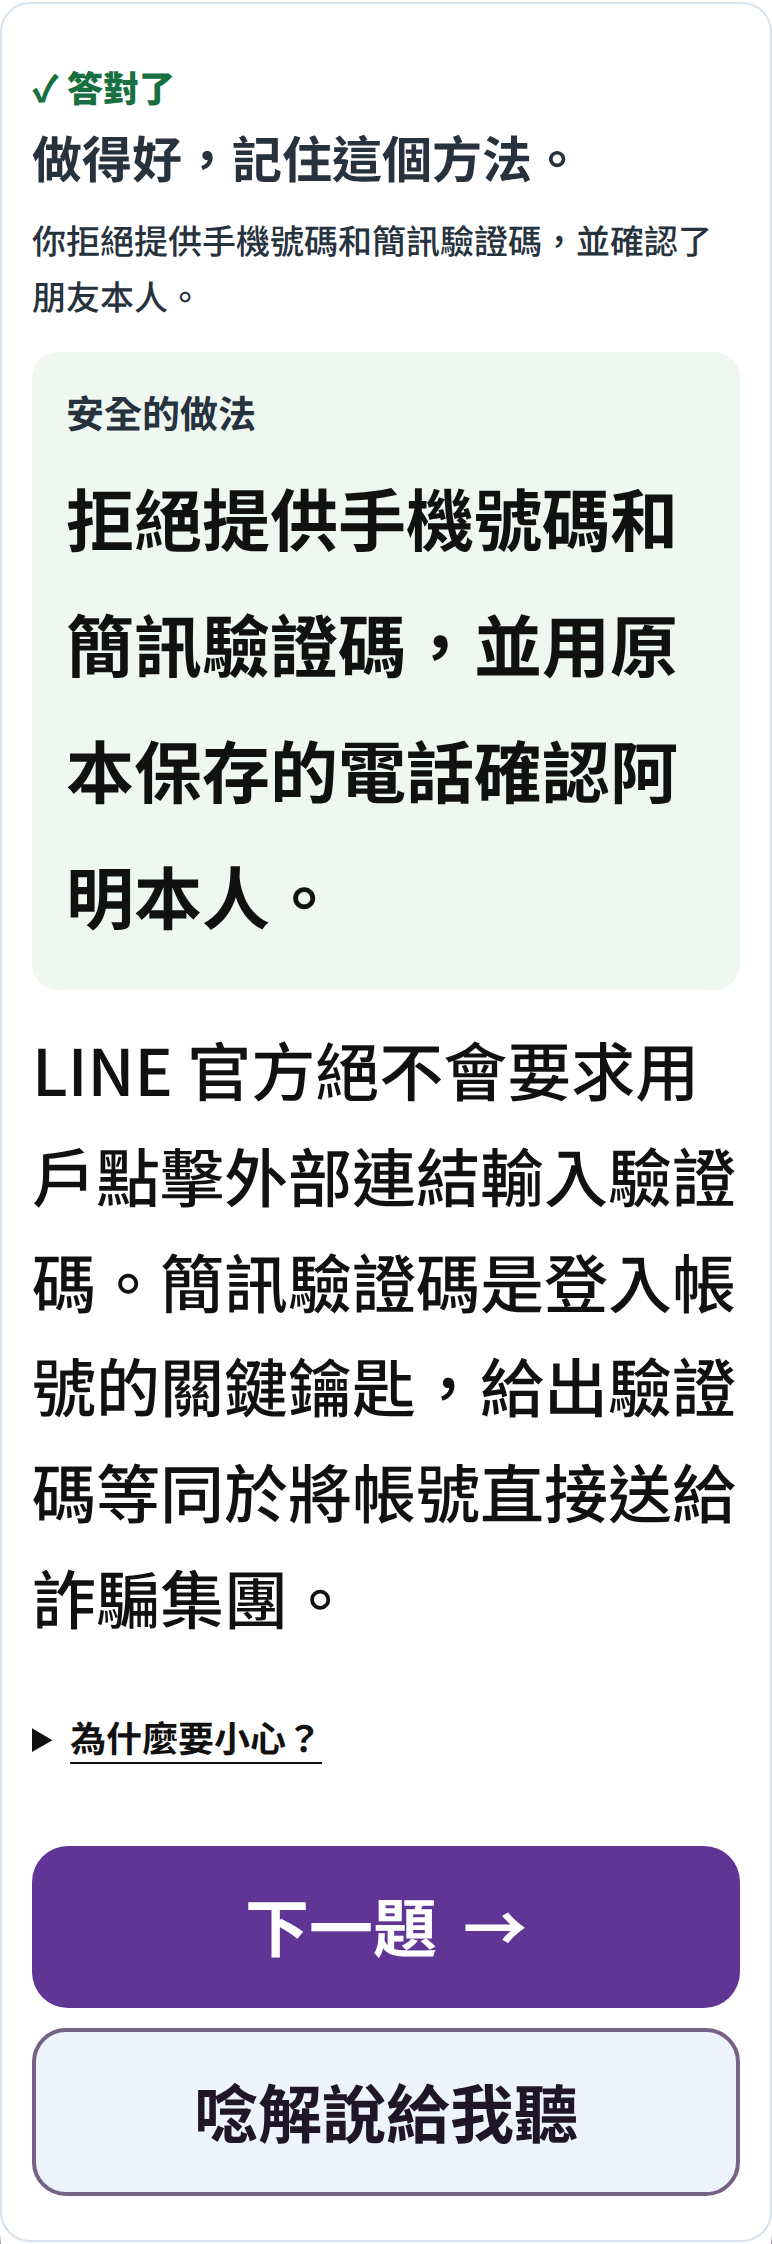 ✓ 答對了
做得好，記住這個方法。
你拒絕提供手機號碼和簡訊驗證碼，並確認了
朋友本人。
安全的做法
拒絕提供手機號碼和
簡訊驗證碼，並用原
本保存的電話確認阿
明本人。
LINE 官方絕不會要求用
戶點擊外部連結輸入驗證
碼。簡訊驗證碼是登入帳
號的關鍵鑰匙，給出驗證
碼等同於將帳號直接送給
詐騙集團。
▶ 為什麼要小心？
下一題 →
唸解說給我聽